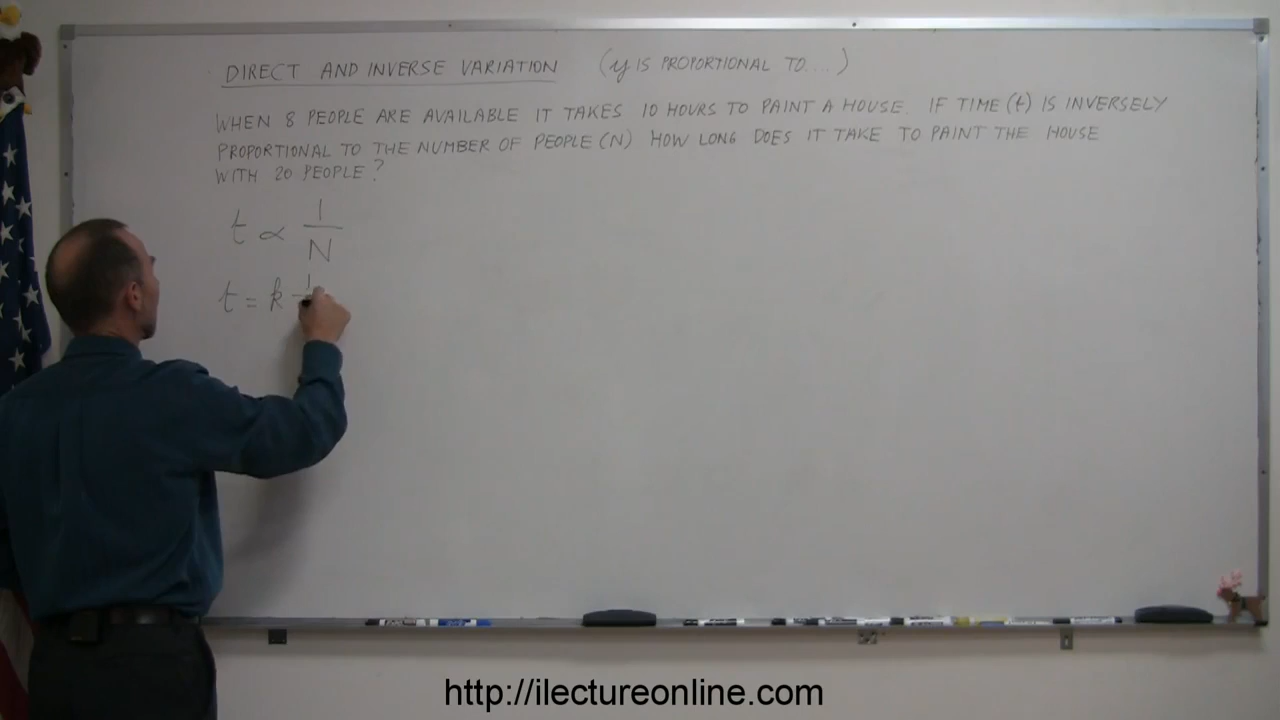 DIRECT AND INVERSE VARIATION (y IS PROPORTIONAL TO....)
WHEN 8 PEOPLE ARE AVAILABLE IT TAKES 10 HOURS TO PAINT A HOUSE. IF TIME (t) IS INVERSELY
PROPORTIONAL TO THE NUMBER OF PEOPLE (N) HOW LONG DOES IT TAKE TO PAINT THE HOUSE
WITH 20 PEOPLE?
t ∝ 1/N
t = k 1
http://ilectureonline.com